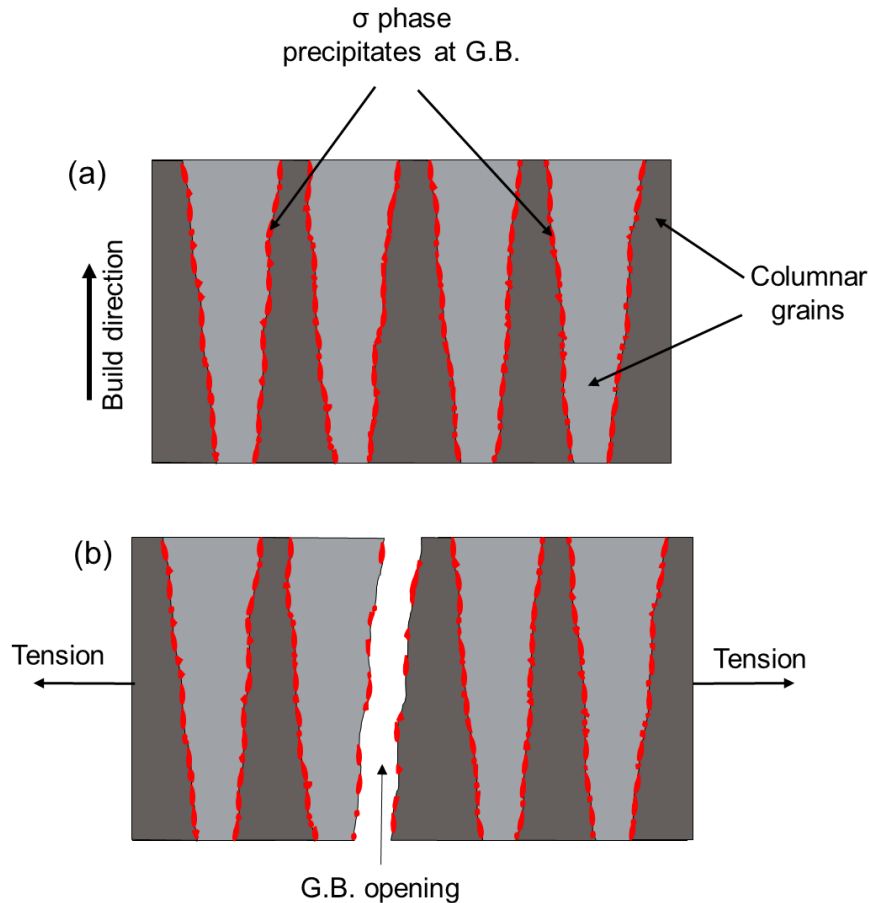 σ phase
precipitates at G.B.
(a)
Build direction
Columnar
grains
(b)
Tension
Tension
G.B. opening